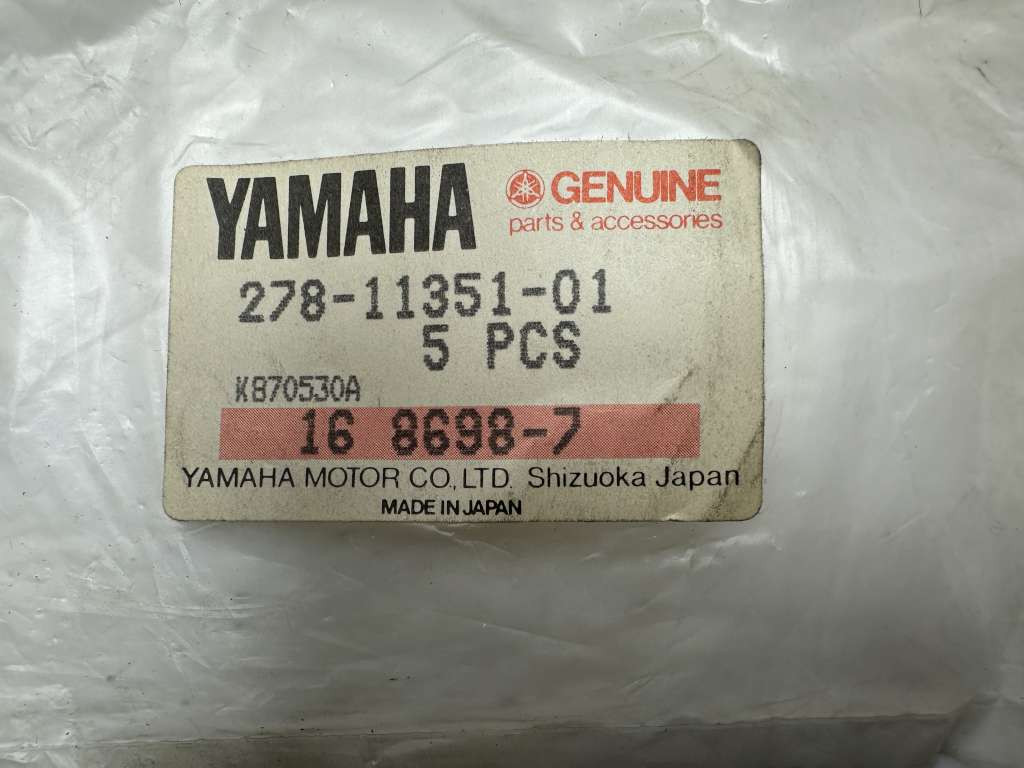 YAMAHA GENUINE
parts & accessories
278-11351-01
5 PCS
K870530A
16 8698-7
YAMAHA MOTOR CO., LTD. Shizuoka Japan
MADE IN JAPAN